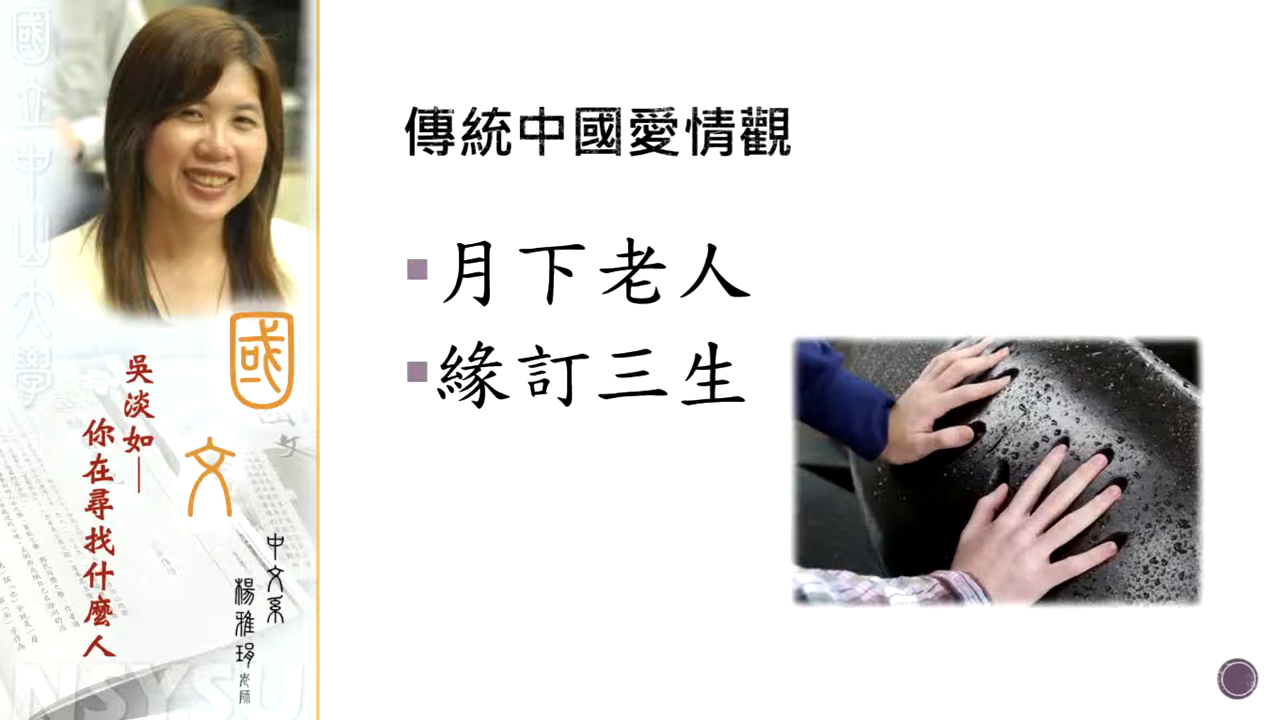 國立中山大學
國文
吳淡如—
你在尋找什麼人
中文系
楊雅琄老師
NSYSU
傳統中國愛情觀
月下老人
緣訂三生